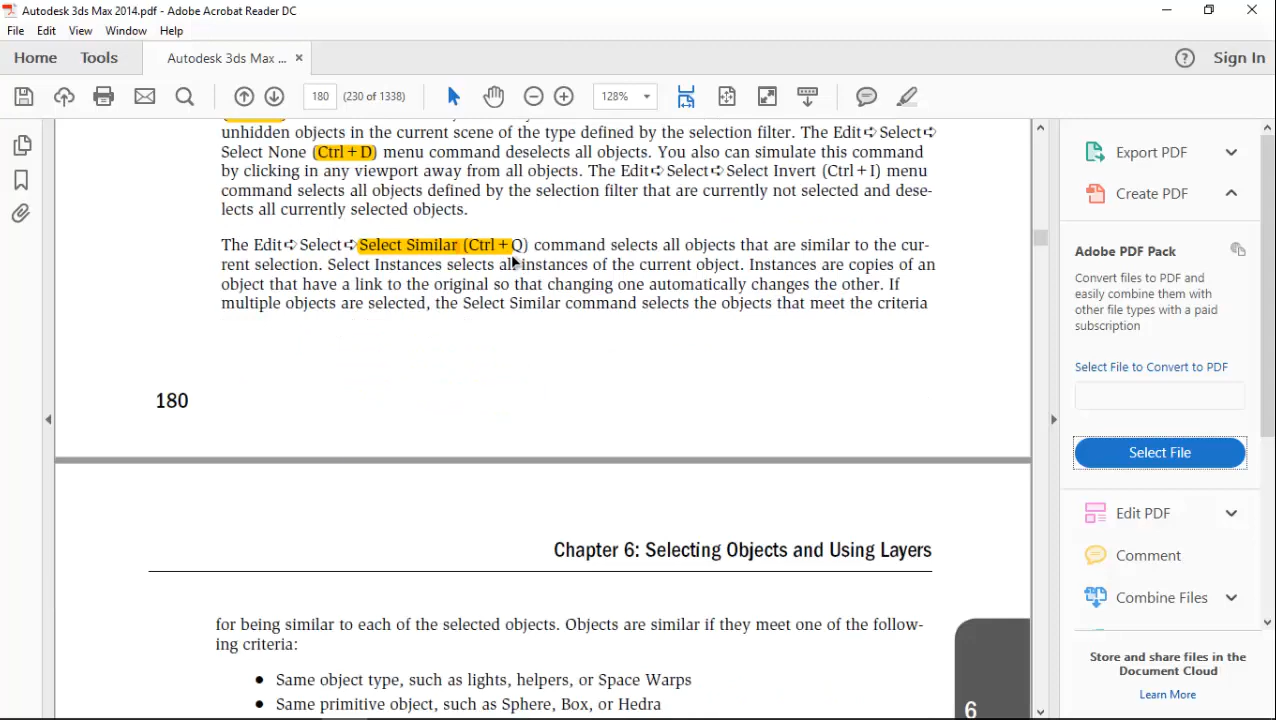 Autodesk 3ds Max 2014.pdf - Adobe Acrobat Reader DC
File Edit View Window Help
Home Tools Autodesk 3ds Max ... × ? Sign In
180 (230 of 1338) 128%
unhidden objects in the current scene of the type defined by the selection filter. The Edit➪Select➪
Select None (Ctrl+D) menu command deselects all objects. You also can simulate this command
by clicking in any viewport away from all objects. The Edit➪Select➪Select Invert (Ctrl+I) menu
command selects all objects defined by the selection filter that are currently not selected and dese-
lects all currently selected objects.
The Edit➪Select➪Select Similar (Ctrl+Q) command selects all objects that are similar to the cur-
rent selection. Select Instances selects all instances of the current object. Instances are copies of an
object that have a link to the original so that changing one automatically changes the other. If
multiple objects are selected, the Select Similar command selects the objects that meet the criteria
180
Chapter 6: Selecting Objects and Using Layers
for being similar to each of the selected objects. Objects are similar if they meet one of the follow-
ing criteria:
● Same object type, such as lights, helpers, or Space Warps
● Same primitive object, such as Sphere, Box, or Hedra
6
Export PDF
Create PDF
Adobe PDF Pack
Convert files to PDF and
easily combine them with
other file types with a paid
subscription
Select File to Convert to PDF
Select File
Edit PDF
Comment
Combine Files
Store and share files in the
Document Cloud
Learn More